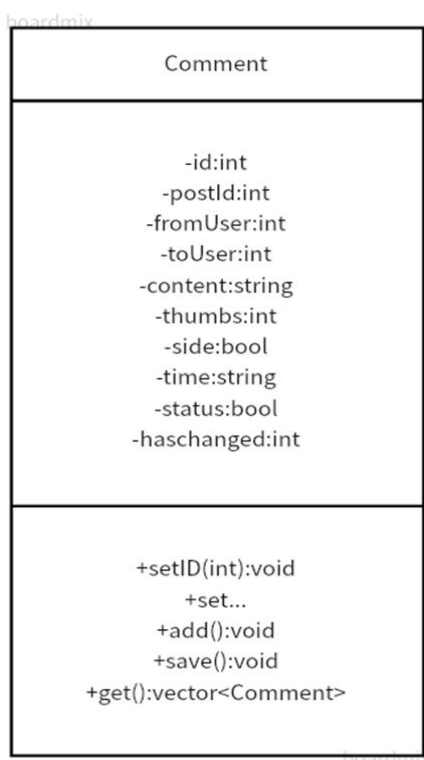 boardmix
Comment
-id:int
-postId:int
-fromUser:int
-toUser:int
-content:string
-thumbs:int
-side:bool
-time:string
-status:bool
-haschanged:int
+setID(int):void
+set...
+add():void
+save():void
+get():vector<Comment>